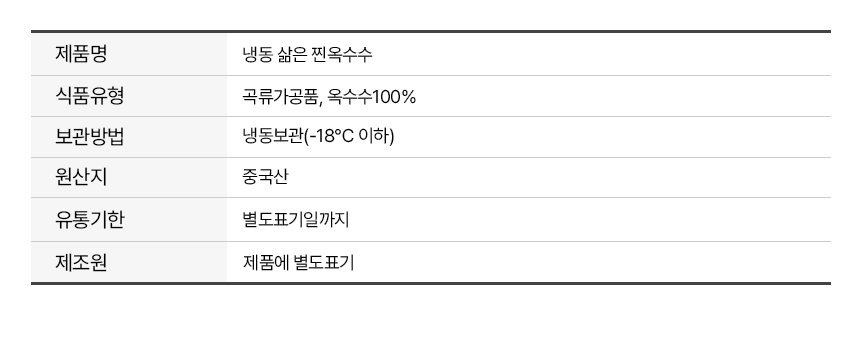 제품명 냉동 삶은 찐옥수수
식품유형 곡류가공품, 옥수수100%
보관방법 냉동보관(-18°C 이하)
원산지 중국산
유통기한 별도표기일까지
제조원 제품에 별도표기